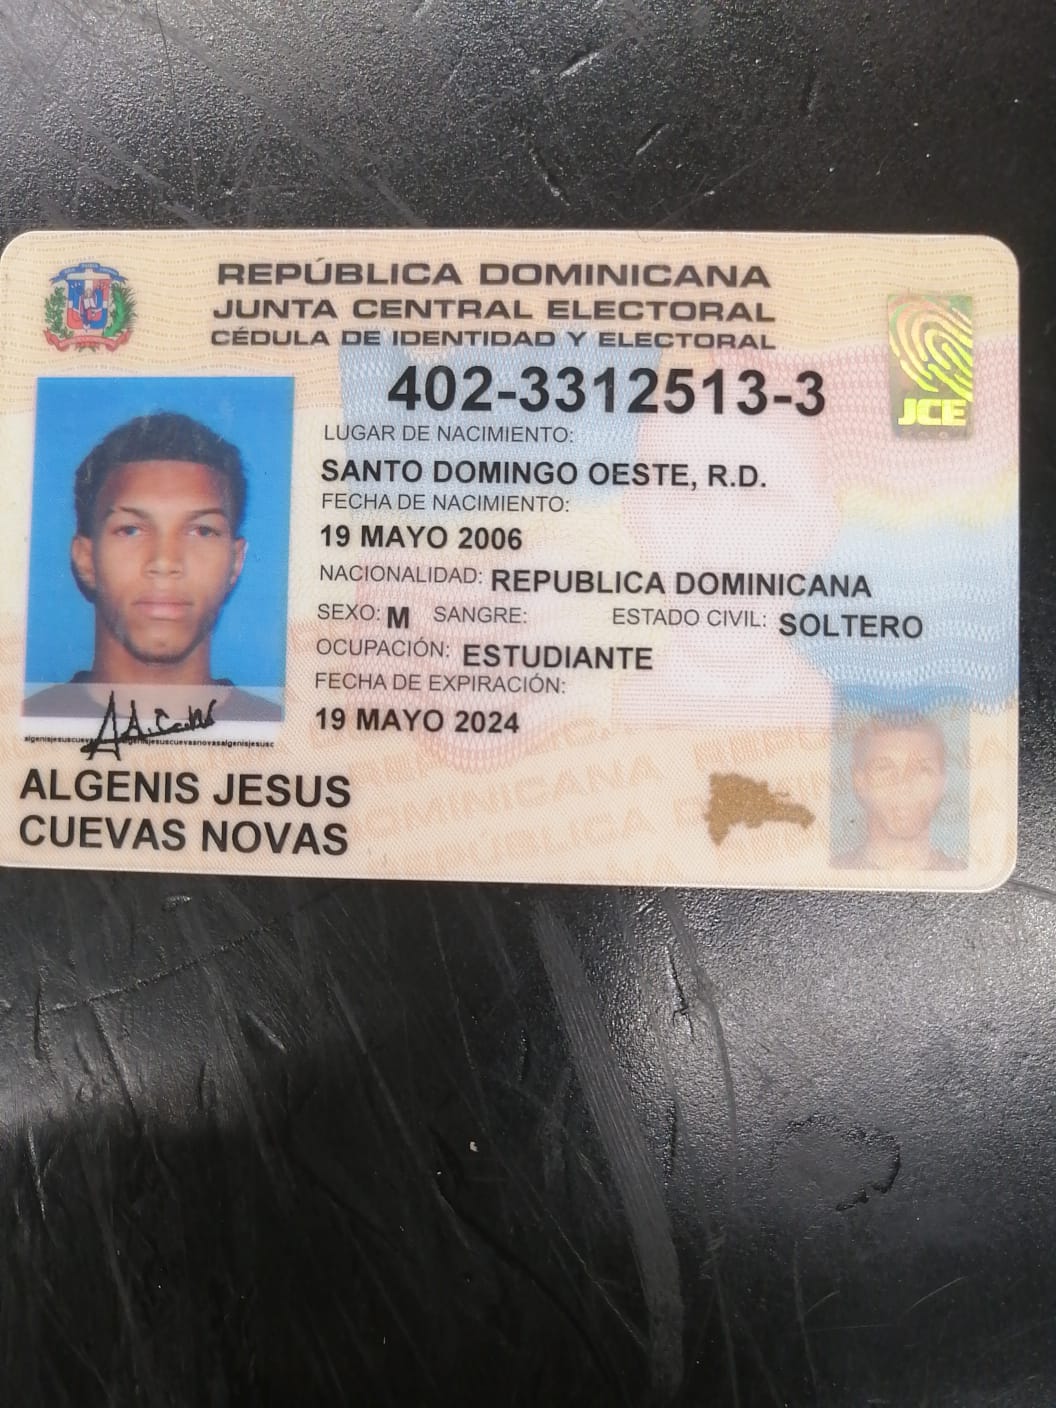 REPÚBLICA DOMINICANA
JUNTA CENTRAL ELECTORAL
CÉDULA DE IDENTIDAD Y ELECTORAL
402-3312513-3
JCE
LUGAR DE NACIMIENTO:
SANTO DOMINGO OESTE, R.D.
FECHA DE NACIMIENTO:
19 MAYO 2006
NACIONALIDAD: REPUBLICA DOMINICANA
SEXO: M SANGRE: ESTADO CIVIL: SOLTERO
OCUPACIÓN: ESTUDIANTE
FECHA DE EXPIRACIÓN:
19 MAYO 2024
ALGENIS JESUS
CUEVAS NOVAS